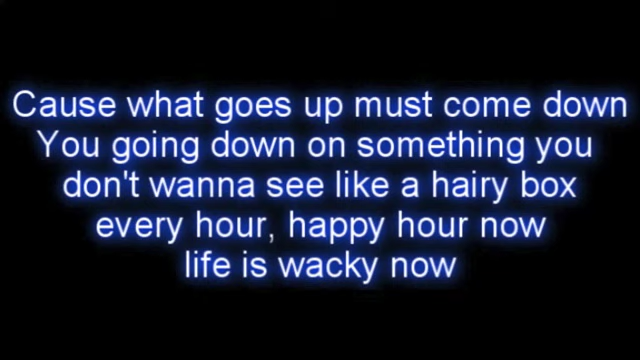 Cause what goes up must come down
You going down on something you
don't wanna see like a hairy box
every hour, happy hour now
life is wacky now